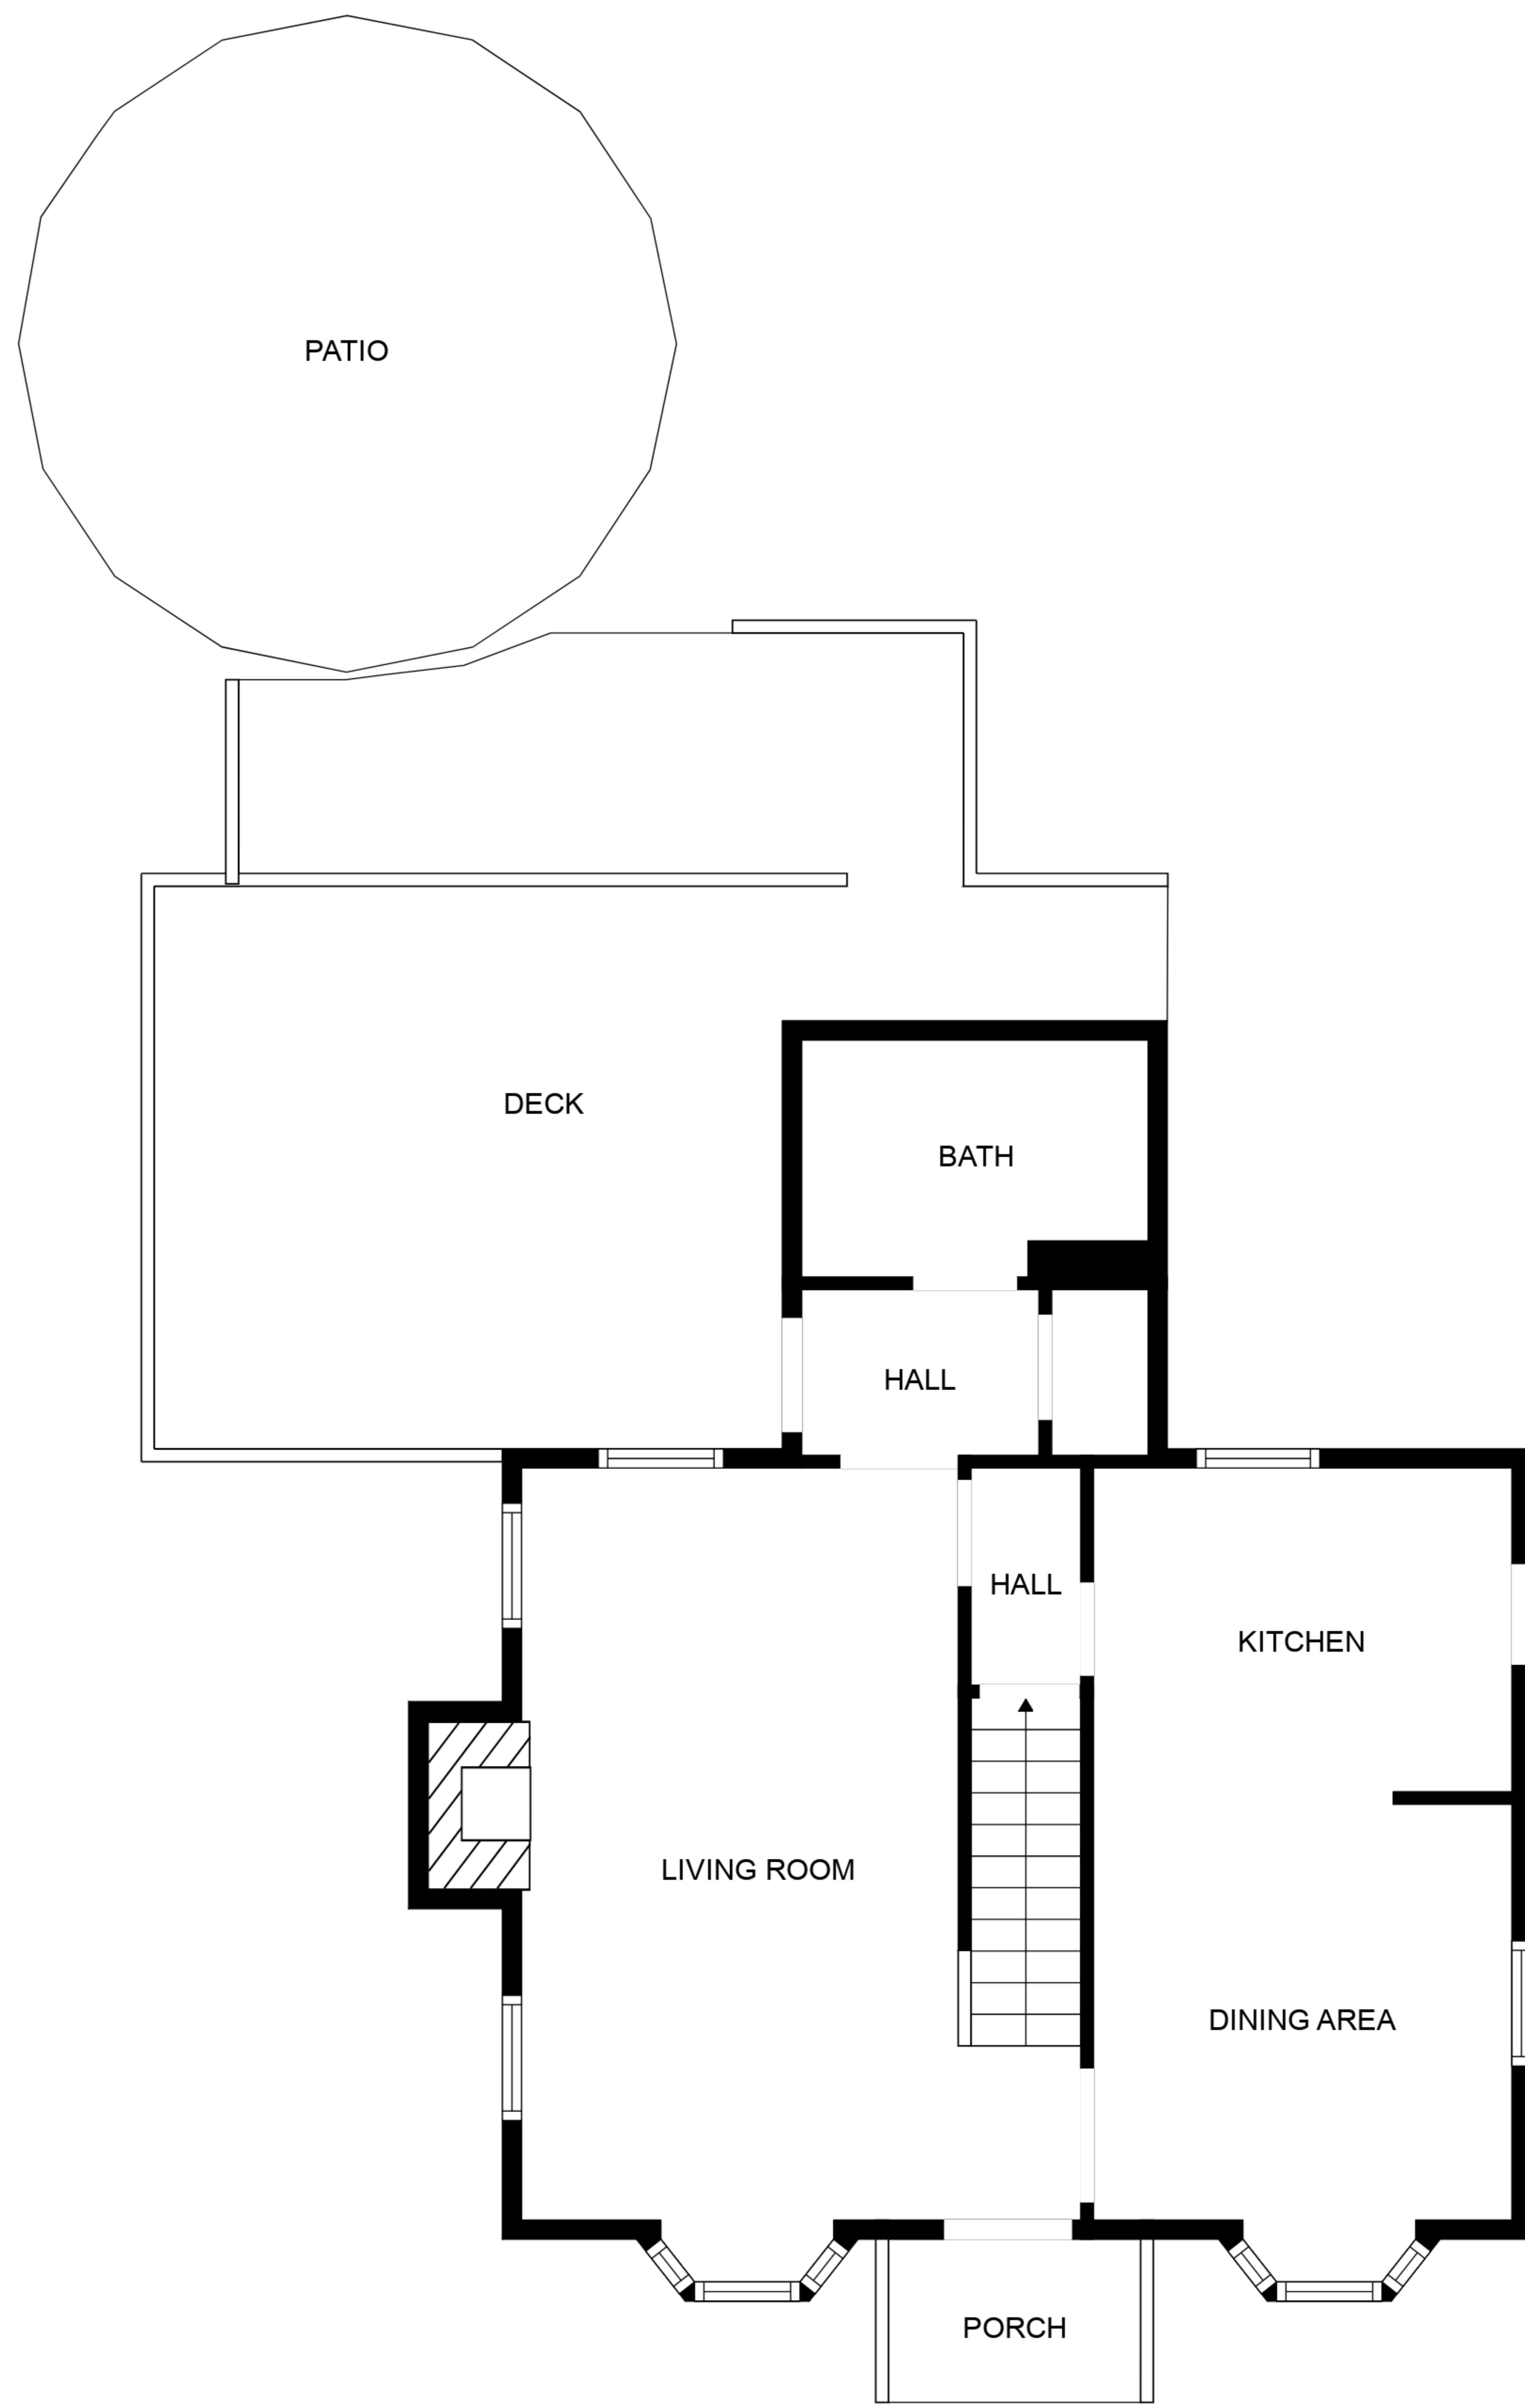 PATIO
DECK
BATH
HALL
HALL
KITCHEN
LIVING ROOM
DINING AREA
PORCH